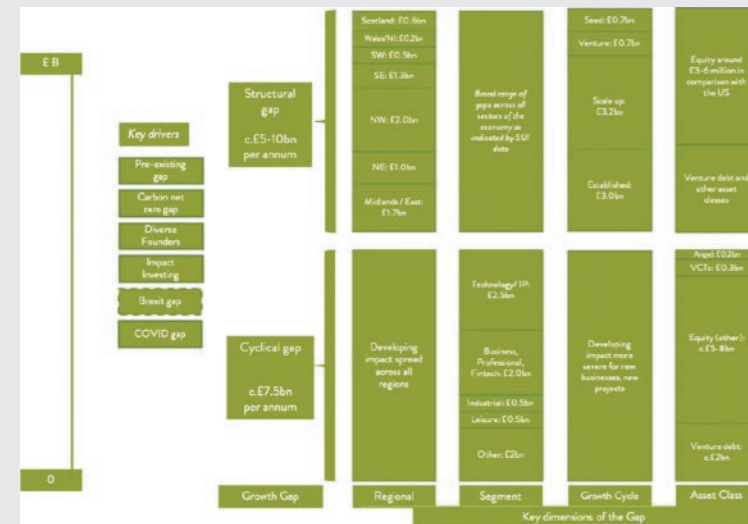 £ B
0
Key drivers
Pre-existing
gap
Carbon net
zero gap
Diverse
Founders
Impact
Investing
Brexit gap
COVID gap
Structural
gap
c.£5-10bn
per annum
Cyclical gap
c.£7.5bn
per annum
Growth Gap
Scotland: £0.6bn
Wales/NI: £0.2bn
SW: £0.5bn
SE: £1.3bn
NW: £2.0bn
NE: £1.0bn
Midlands / East:
£1.7bn
Developing
impact spread
across all
regions
Regional
Broad range of
gaps across all
sectors of the
economy as
indicated by SUI
data
Technology/ IP:
£2.5bn
Business,
Professional,
Fintech: £2.0bn
Industrial: £0.5bn
Leisure: £0.5bn
Other: £2bn
Segment
Seed: £0.7bn
Venture: £0.7bn
Scale up:
£3.2bn
Established:
£3.0bn
Developing
impact more
severe for new
businesses, new
projects
Growth Cycle
Equity around
£3-6 million in
comparison with
the US
Venture debt and
other asset
classes
Angel: £0.2bn
VCTs: £0.3bn
Equity (other):
c.£5-8bn
Venture debt:
c.£2bn
Asset Class
Key dimensions of the Gap